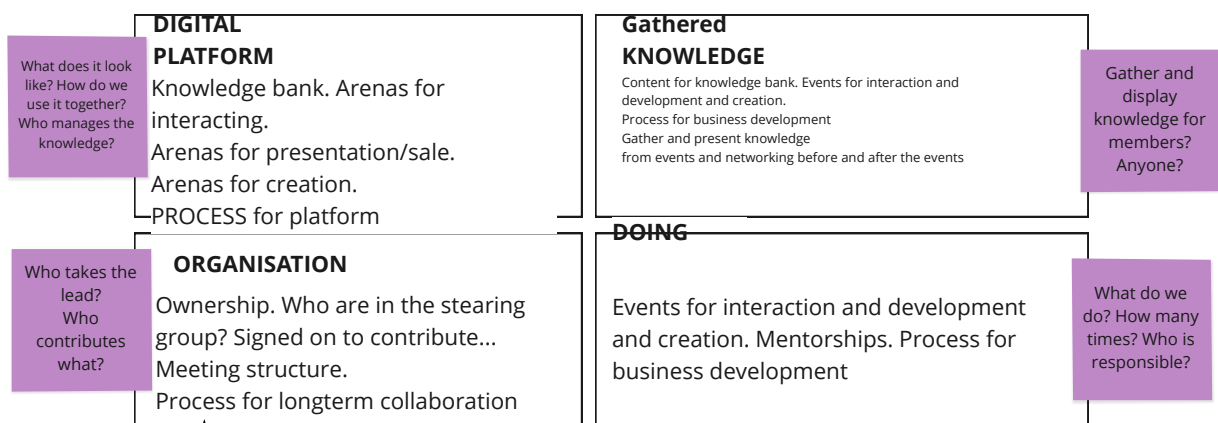 What does it look
like? How do we
use it together?
Who manages the
knowledge?
DIGITAL
PLATFORM
Knowledge bank. Arenas for
interacting.
Arenas for presentation/sale.
Arenas for creation.
PROCESS for platform
Gathered
KNOWLEDGE
Content for knowledge bank. Events for interaction and
development and creation.
Process for business development
Gather and present knowledge
from events and networking before and after the events
Gather and
display
knowledge for
members?
Anyone?
Who takes the
lead?
Who
contributes
what?
ORGANISATION
Ownership. Who are in the stearing
group? Signed on to contribute...
Meeting structure.
Process for longterm collaboration
DOING
Events for interaction and development
and creation. Mentorships. Process for
business development
What do we
do? How many
times? Who is
responsible?